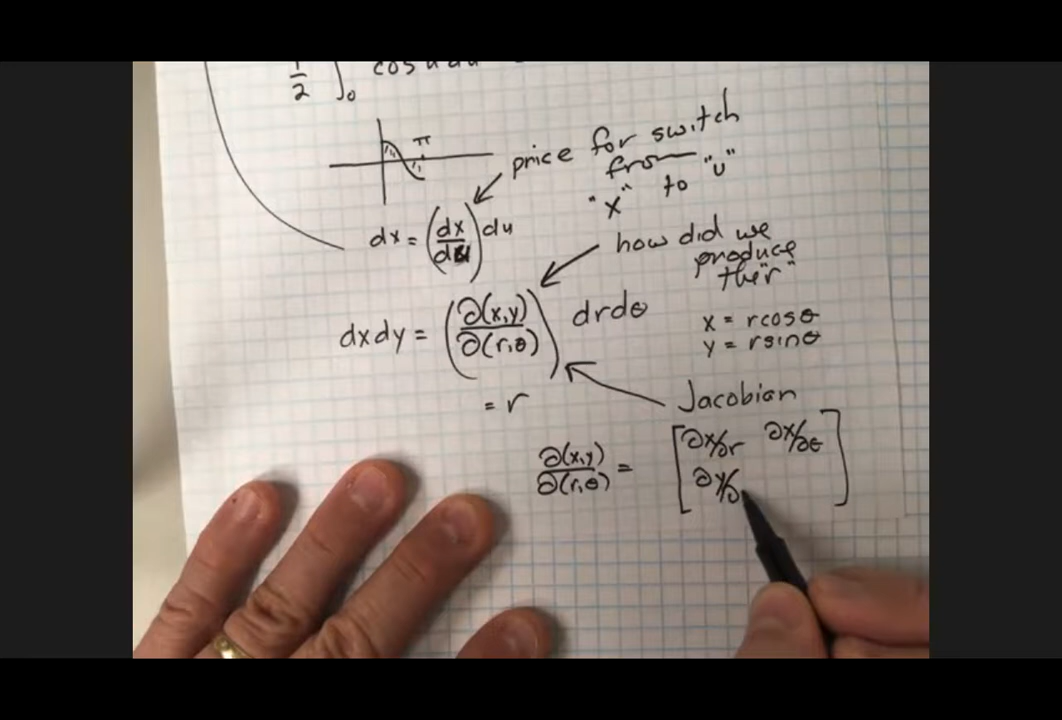 1/2 ∫₀ cos u du
π
price for switch
from
"x" to "u"
dx = (dx/du) du
how did we
produce
the "r"
dxdy = (∂(x,y)/∂(r,θ)) drdθ
x = rcosθ
y = rsinθ
= r
Jacobian
∂(x,y)/∂(r,θ) = [∂x/∂r ∂x/∂θ
∂y/∂